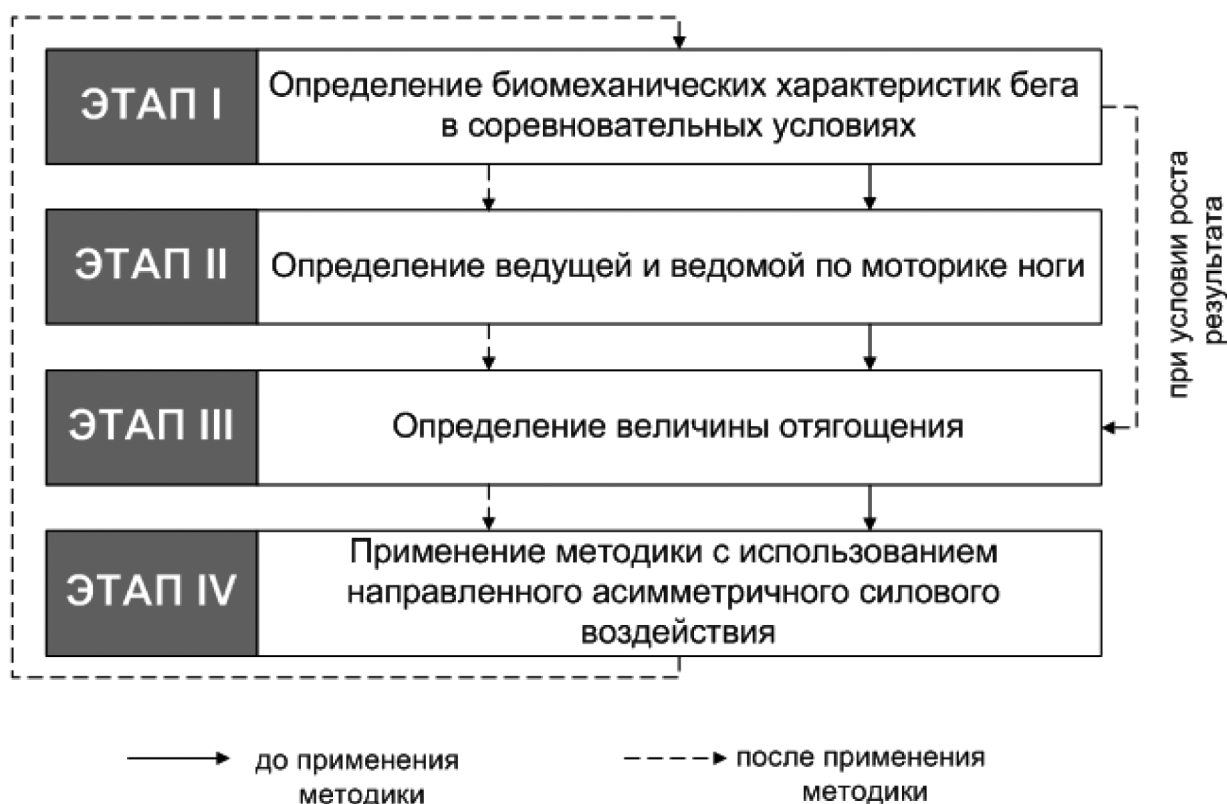 ЭТАП I
Определение биомеханических характеристик бега
в соревновательных условиях
ЭТАП II
Определение ведущей и ведомой по моторике ноги
ЭТАП III
Определение величины отягощения
ЭТАП IV
Применение методики с использованием
направленного асимметричного силового
воздействия
при условии роста
результата
до применения
методики
после применения
методики